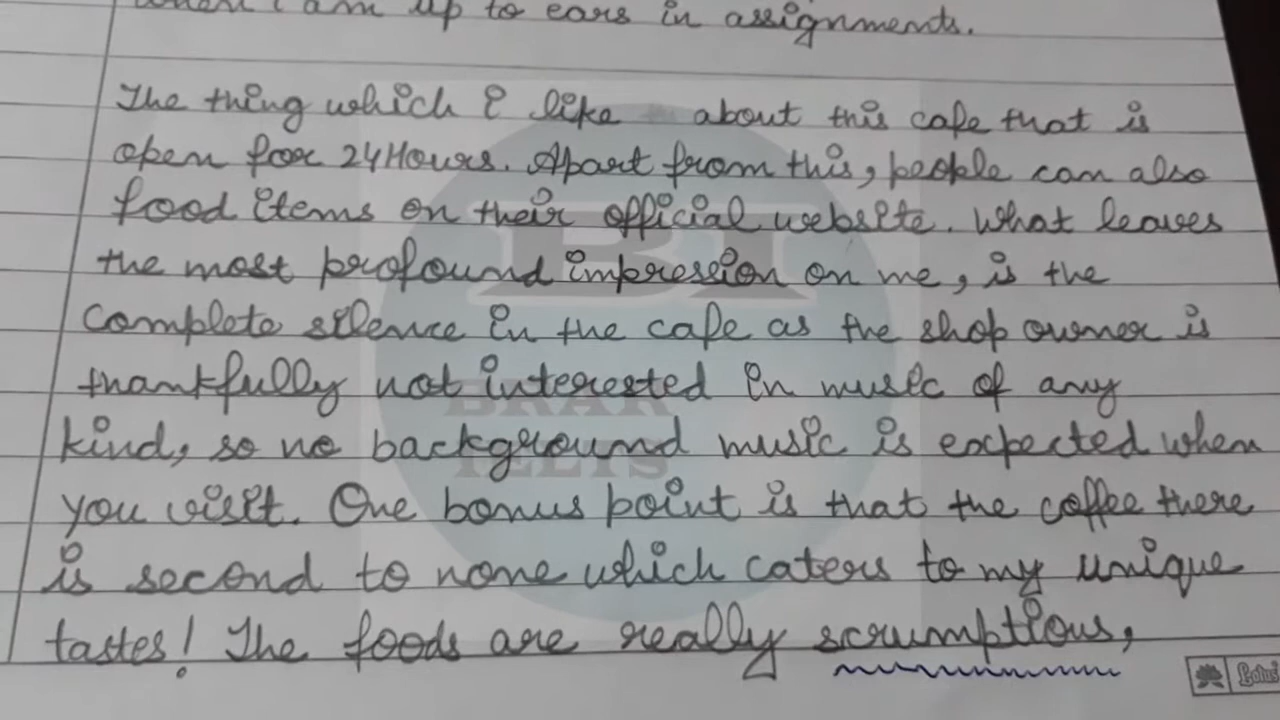 when I am up to ears in assignments.
The thing which I like about this cafe that is
open for 24 Hours. Apart from this, people can also
food items on their official website. What leaves
the most profound impression on me, is the
complete silence in the cafe as the shop owner is
thankfully not interested in music of any
kind, so no background music is expected when
you visit. One bonus point is that the coffee there
is second to none which caters to my unique
tastes! The foods are really scrumptious,
BI
BRAR
IELTS
Lotus